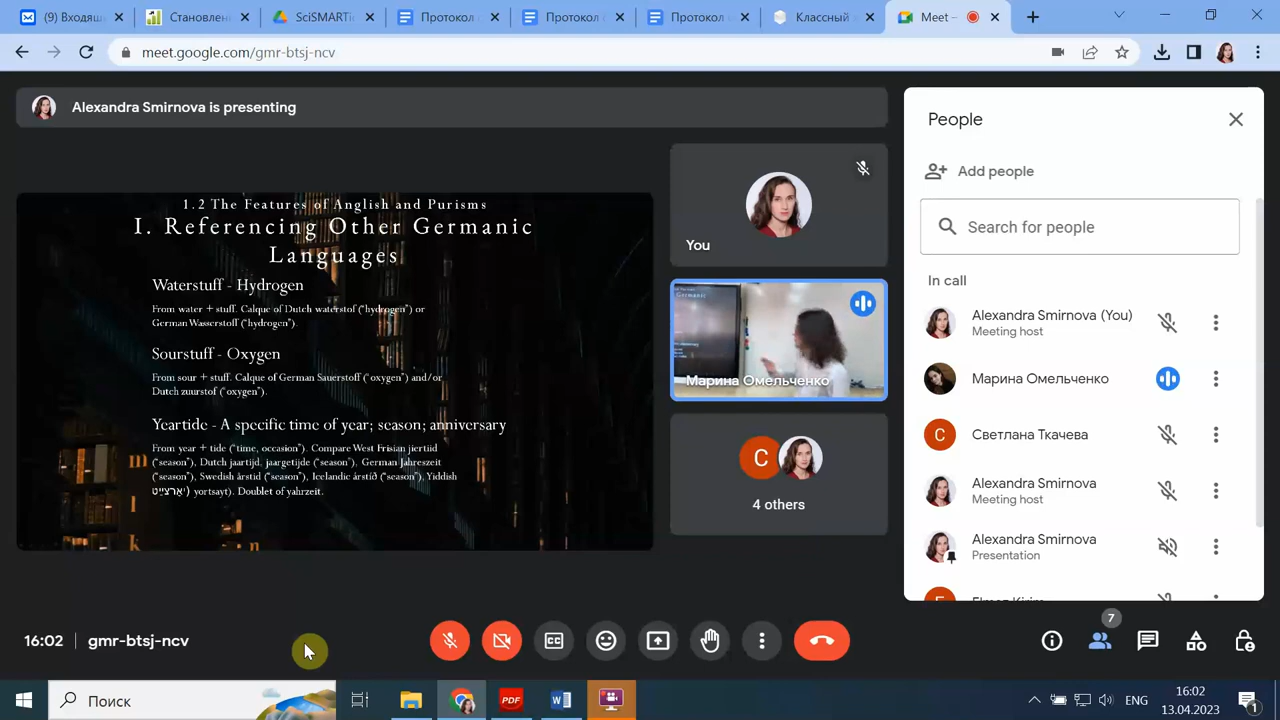 (9) Входящ
Становлен
SciSMARTi
Протокол
Протокол
Протокол
Классный
Meet –
meet.google.com/gmr-btsj-ncv
Alexandra Smirnova is presenting
1.2 The Features of Anglish and Purisms
I. Referencing Other Germanic
Languages
Waterstuff - Hydrogen
From water + stuff. Calque of Dutch waterstof ("hydrogen") or
German Wasserstoff ("hydrogen").
Sourstuff - Oxygen
From sour + stuff. Calque of German Sauerstoff ("oxygen") and/or
Dutch zuurstof ("oxygen").
Yeartide - A specific time of year; season; anniversary
From year + tide ("time, occasion"). Compare West Frisian jiertiid
("season"), Dutch jaartijd, jaargetijde ("season"), German Jahreszeit
("season"), Swedish årstid ("season"), Icelandic árstíð ("season"), Yiddish
יאָרצײַט) yortsayt). Doublet of yahrzeit.
You
Марина Омельченко
C
4 others
People
Add people
Search for people
In call
Alexandra Smirnova (You)
Meeting host
Марина Омельченко
C
Светлана Ткачева
Alexandra Smirnova
Meeting host
Alexandra Smirnova
Presentation
16:02
gmr-btsj-ncv
7
Поиск
PDF
ENG
16:02
13.04.2023
1